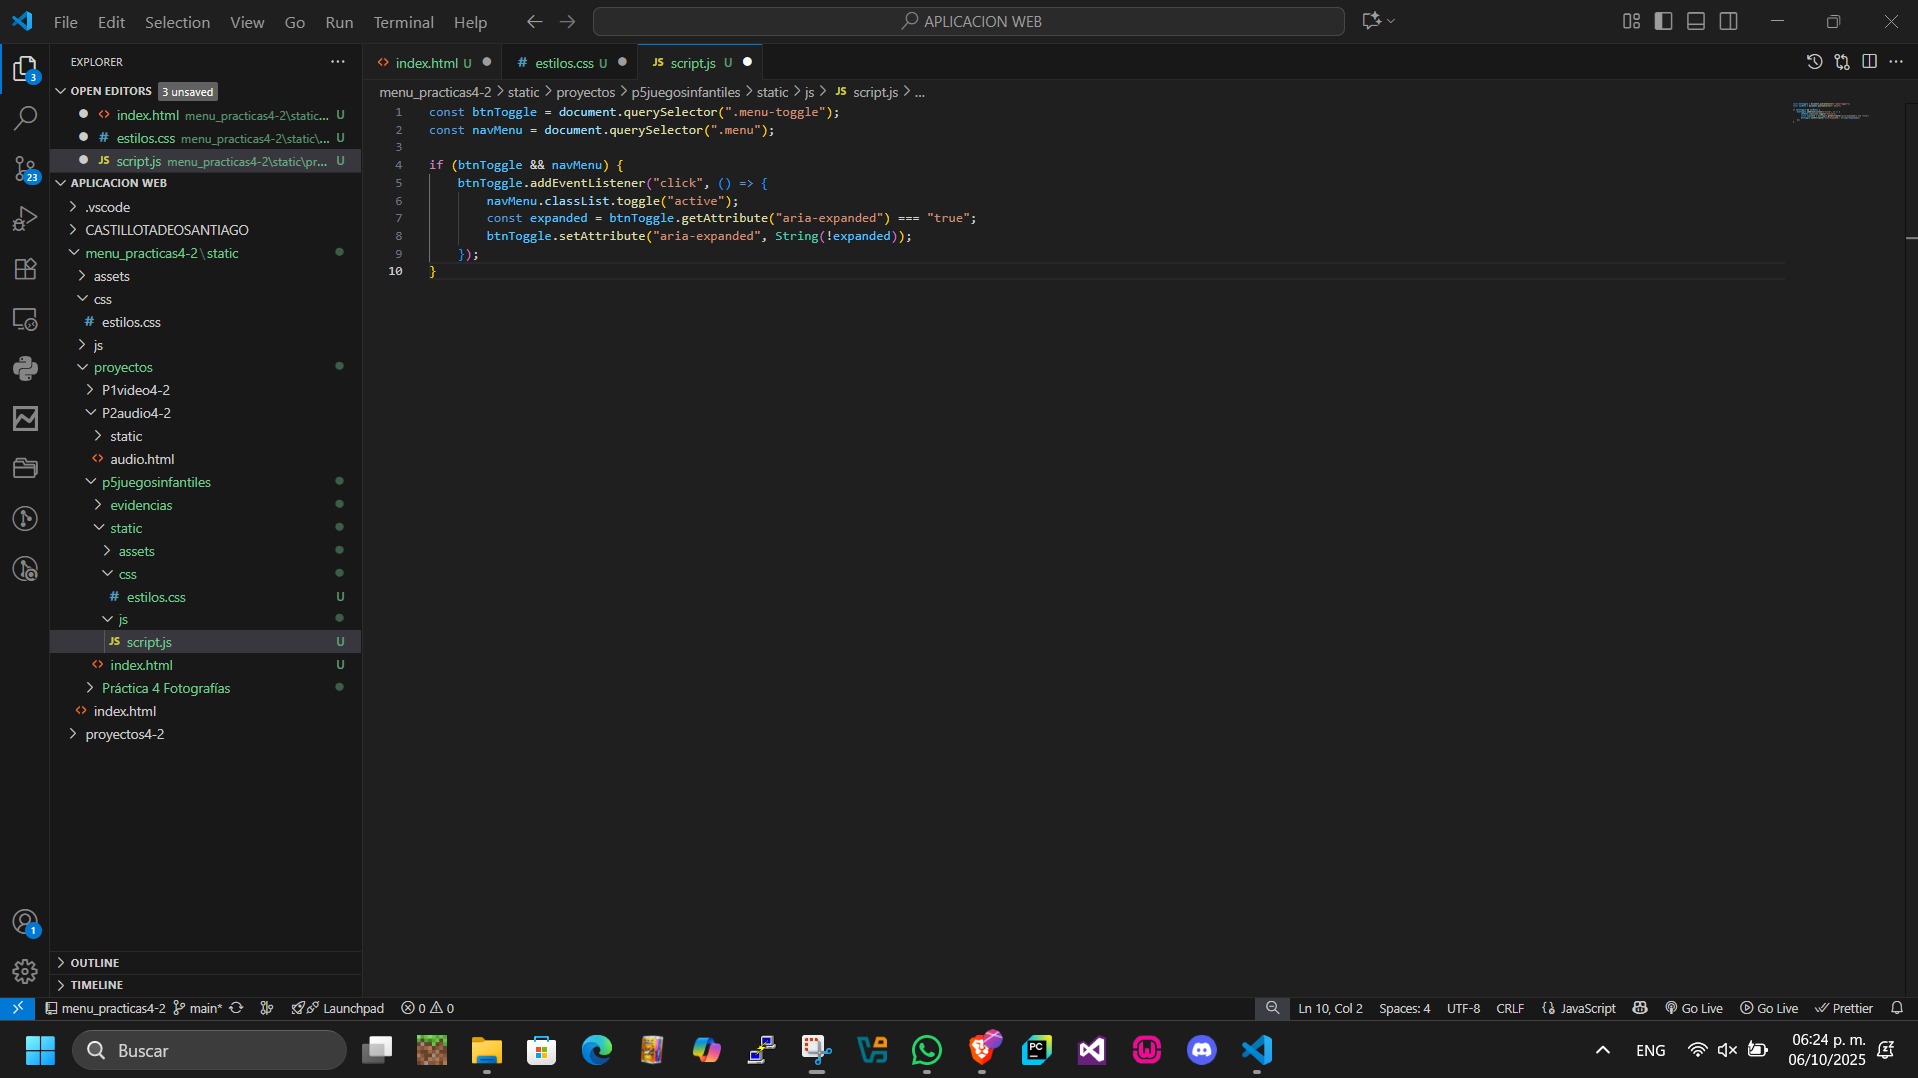 File Edit Selection View Go Run Terminal Help
APLICACION WEB
EXPLORER
OPEN EDITORS 3 unsaved
index.html menu_practicas4-2\static... U
estilos.css menu_practicas4-2\static\... U
script.js menu_practicas4-2\static\pr... U
APLICACION WEB
.vscode
CASTILLOTADEOSANTIAGO
menu_practicas4-2\static
assets
css
# estilos.css
js
proyectos
P1video4-2
P2audio4-2
static
<> audio.html
p5juegosinfantiles
evidencias
static
assets
css
# estilos.css U
js
JS script.js U
<> index.html U
Práctica 4 Fotografías
<> index.html
proyectos4-2
OUTLINE
TIMELINE
3
23
1
<> index.html U
# estilos.css U
JS script.js U
menu_practicas4-2 > static > proyectos > p5juegosinfantiles > static > js > JS script.js > ...
1 const btnToggle = document.querySelector(".menu-toggle");
2 const navMenu = document.querySelector(".menu");
3
4 if (btnToggle && navMenu) {
5 btnToggle.addEventListener("click", () => {
6 navMenu.classList.toggle("active");
7 const expanded = btnToggle.getAttribute("aria-expanded") === "true";
8 btnToggle.setAttribute("aria-expanded", String(!expanded));
9 });
10 }
menu_practicas4-2 main* Launchpad 0 0
Ln 10, Col 2 Spaces: 4 UTF-8 CRLF {} JavaScript Go Live Go Live Prettier
Buscar
PC
ENG
06:24 p. m.
06/10/2025